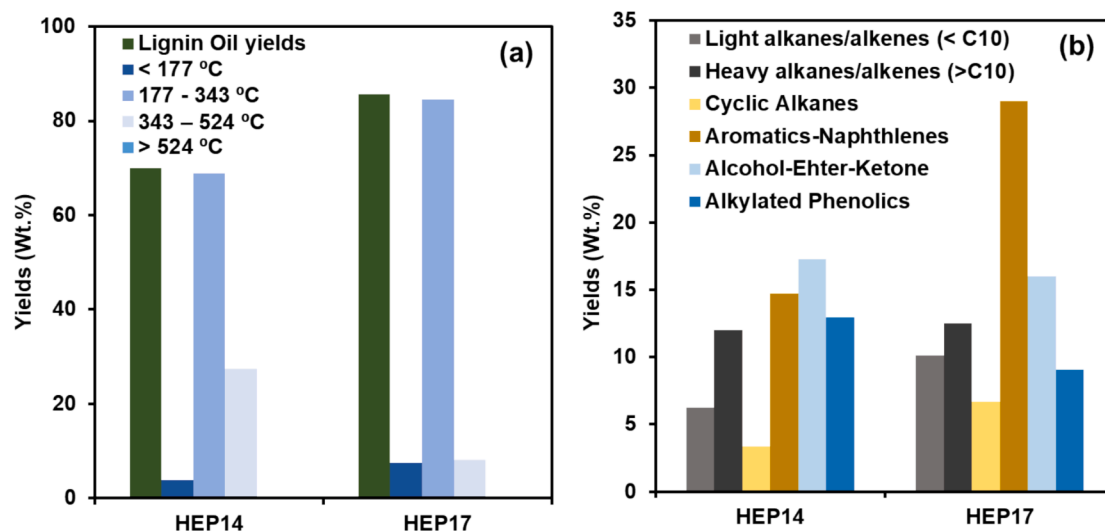 (a)
Lignin Oil yields
< 177 ºC
177 - 343 ºC
343 – 524 ºC
> 524 ºC
Yields (Wt.%)
100
80
60
40
20
0
HEP14
HEP17
(b)
Light alkanes/alkenes (< C10)
Heavy alkanes/alkenes (>C10)
Cyclic Alkanes
Aromatics-Naphthlenes
Alcohol-Ehter-Ketone
Alkylated Phenolics
Yields (Wt.%)
35
30
25
20
15
10
5
0
HEP14
HEP17